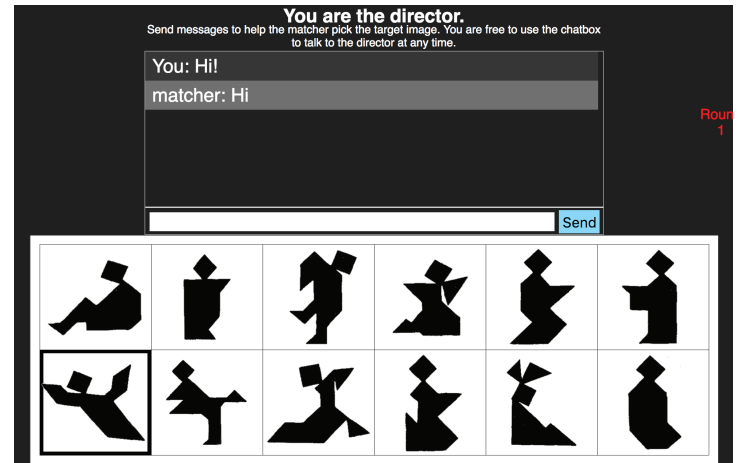 You are the director.
Send messages to help the matcher pick the target image. You are free to use the chatbox
to talk to the director at any time.
You: Hi!
matcher: Hi
Roun
1
Send